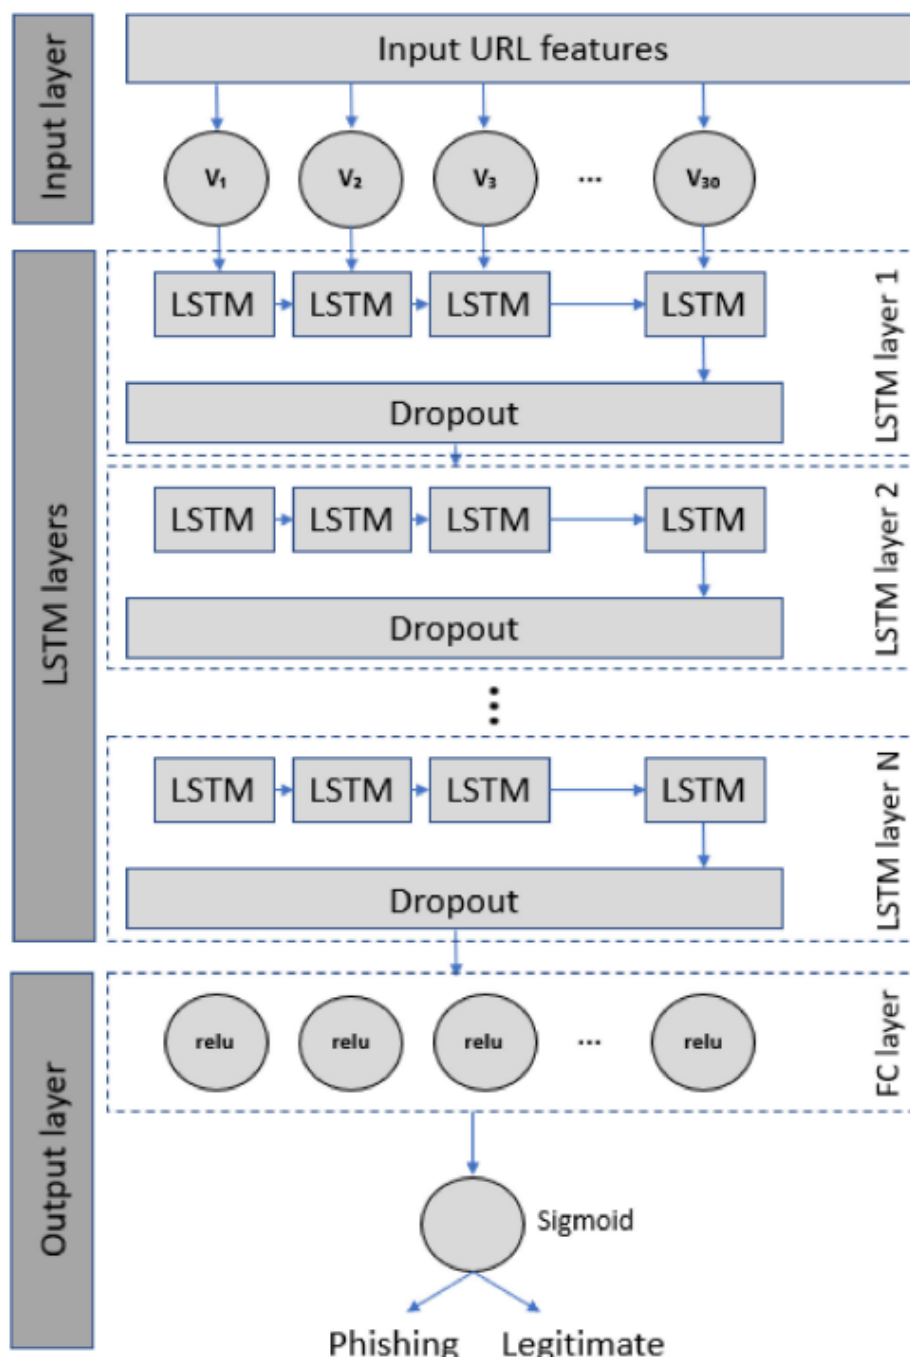 Input layer
Input URL features
V₁ V₂ V₃ ... V₃₀
LSTM layers
LSTM LSTM LSTM LSTM
Dropout
LSTM layer 1
LSTM LSTM LSTM LSTM
Dropout
LSTM layer 2
⋮
LSTM LSTM LSTM LSTM
Dropout
LSTM layer N
Output layer
relu relu relu ... relu
FC layer
Sigmoid
Phishing Legitimate